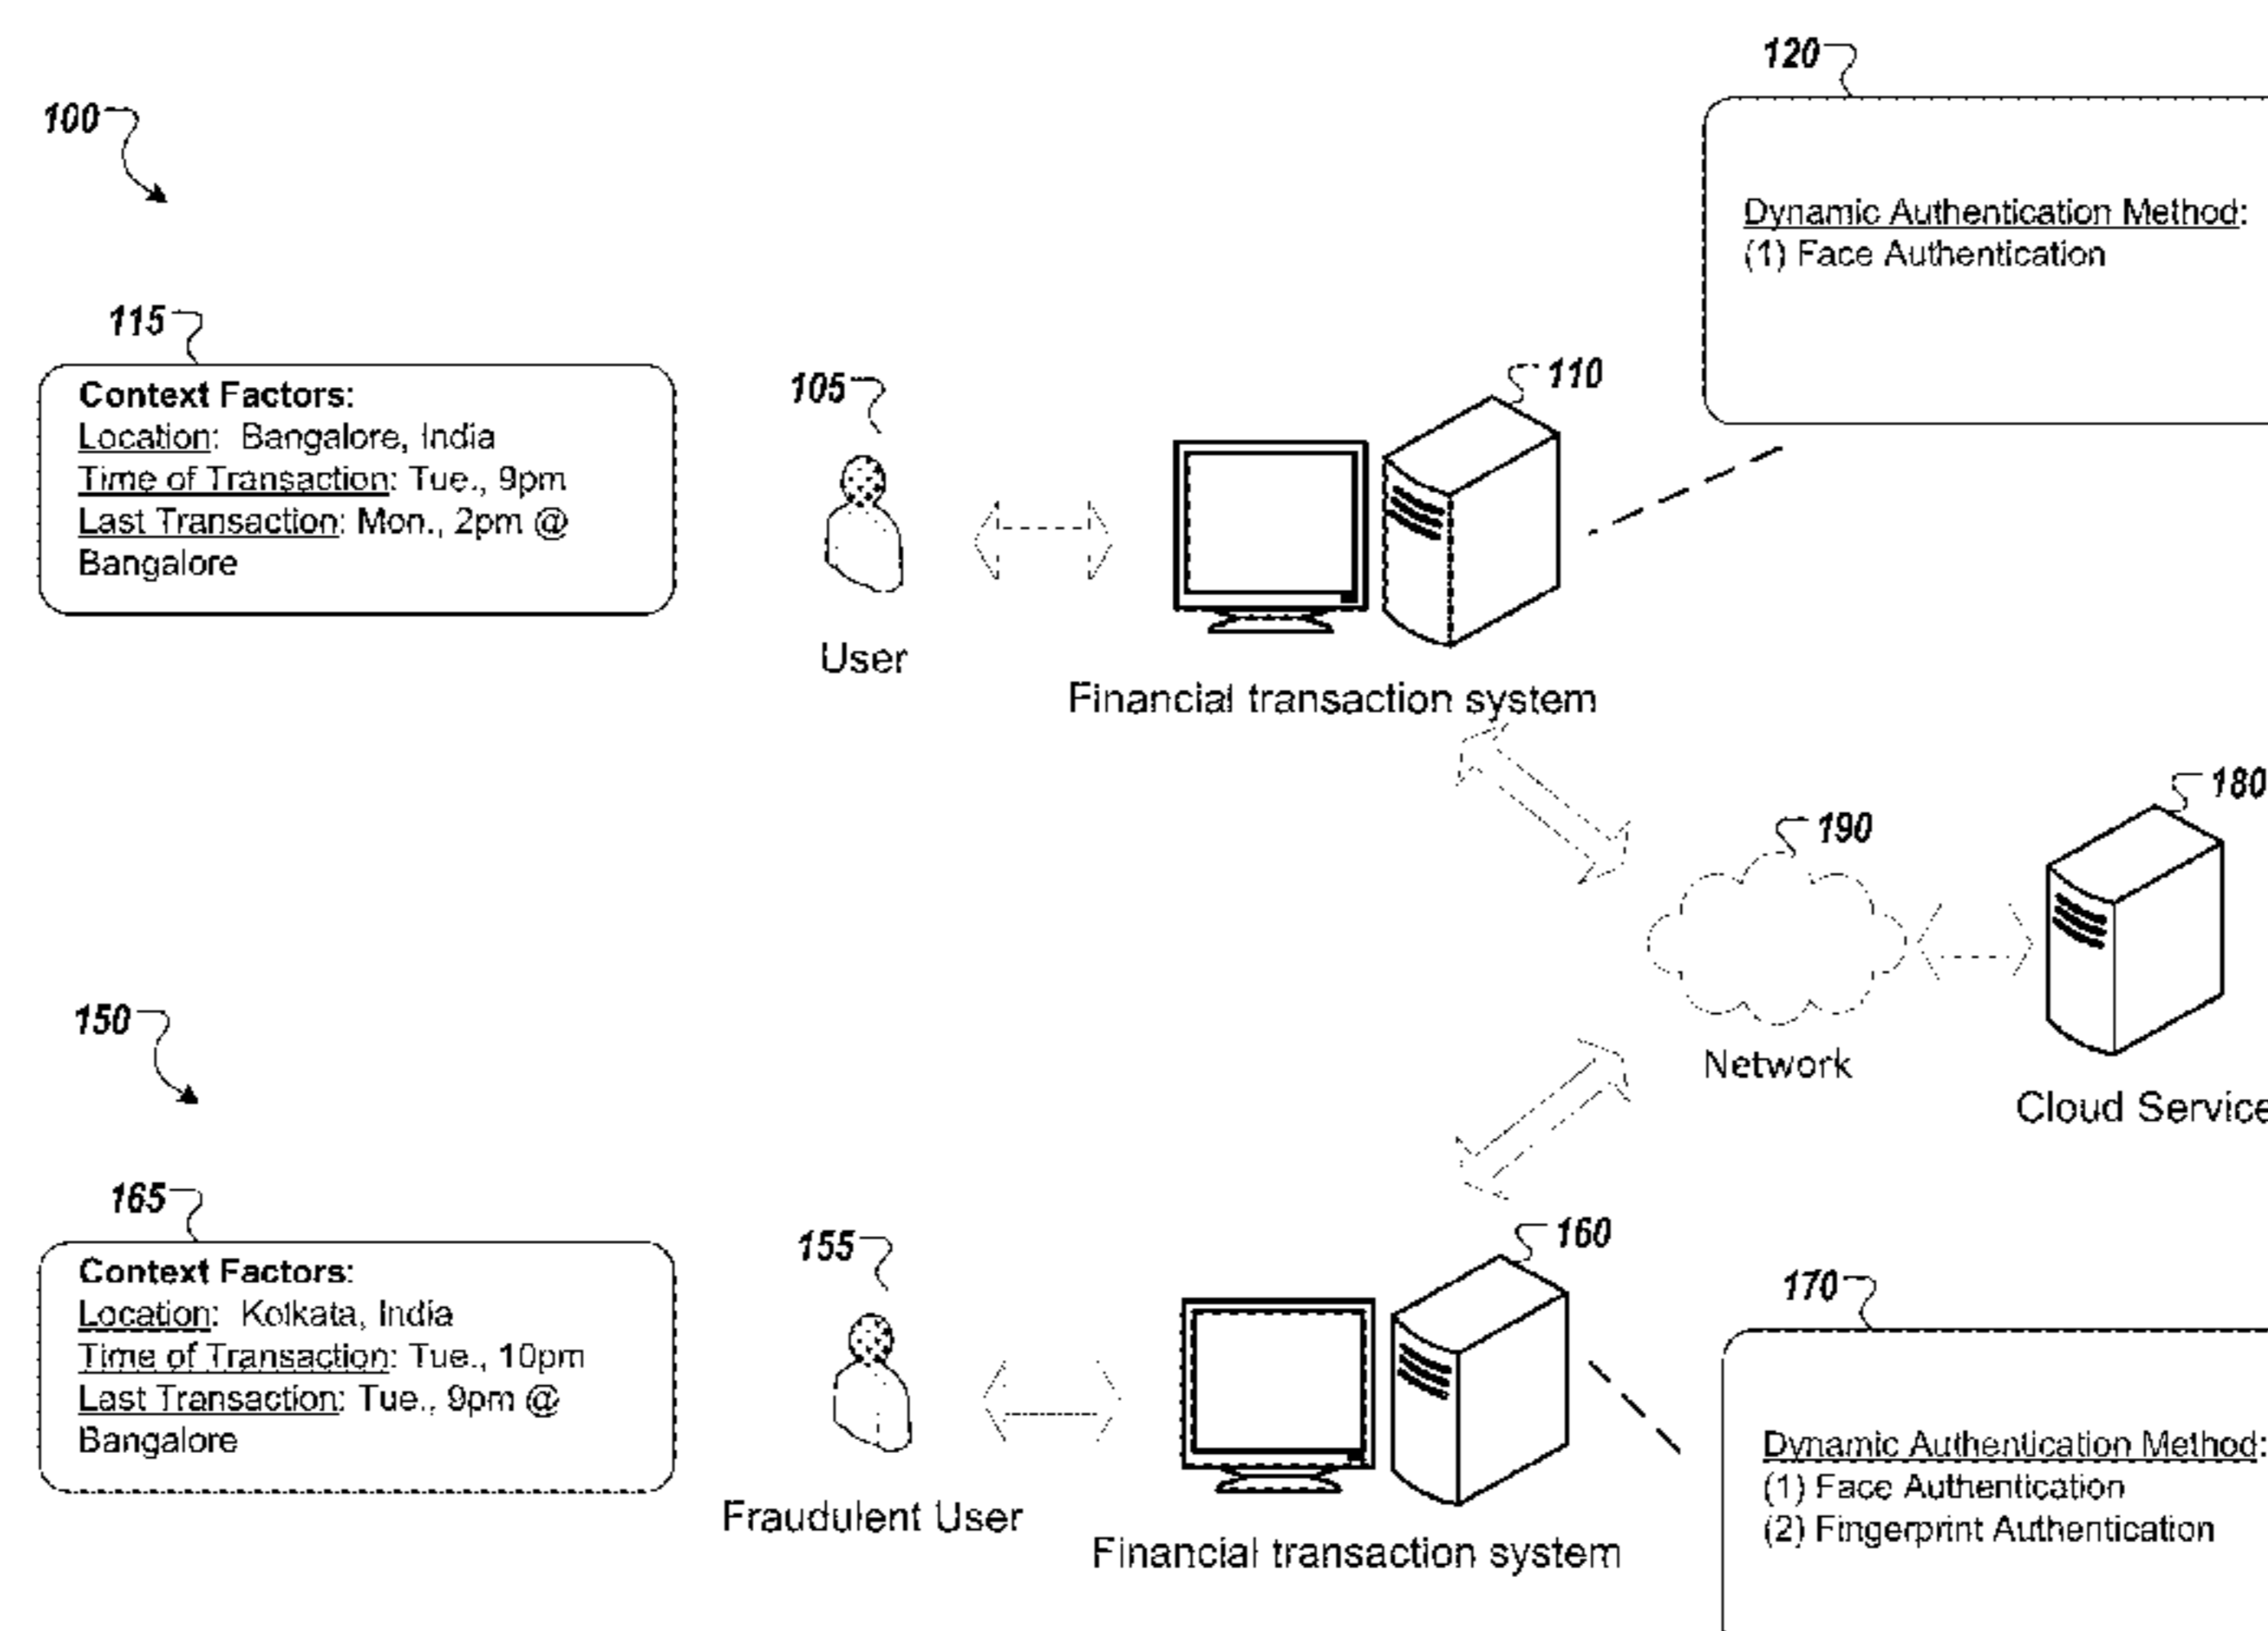 120
100
Dynamic Authentication Method:
(1) Face Authentication
115
Context Factors:
Location: Bangalore, India
Time of Transaction: Tue., 9pm
Last Transaction: Mon., 2pm @
Bangalore
105
110
User
Financial transaction system
180
190
Network
Cloud Service
150
165
Context Factors:
Location: Kolkata, India
Time of Transaction: Tue., 10pm
Last Transaction: Tue., 9pm @
Bangalore
155
160
Fraudulent User
Financial transaction system
170
Dynamic Authentication Method:
(1) Face Authentication
(2) Fingerprint Authentication